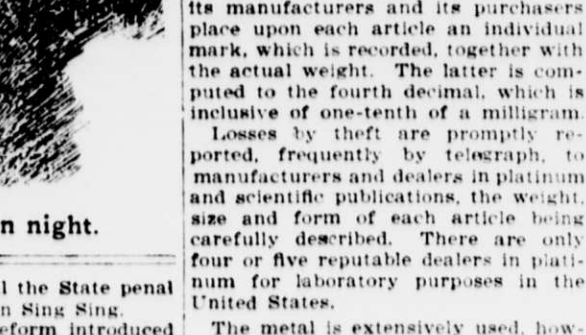 n night.
l the State penal
n Sing Sing.
eform introduced
its manufacturers and its purchasers
place upon each article an individual
mark, which is recorded, together with
the actual weight. The latter is com-
puted to the fourth decimal, which is
inclusive of one-tenth of a milligram.
Losses by theft are promptly re-
ported, frequently by telegraph, to
manufacturers and dealers in platinum
and scientific publications, the weight,
size and form of each article being
carefully described. There are only
four or five reputable dealers in plati-
num for laboratory purposes in the
United States.
The metal is extensively used, how-